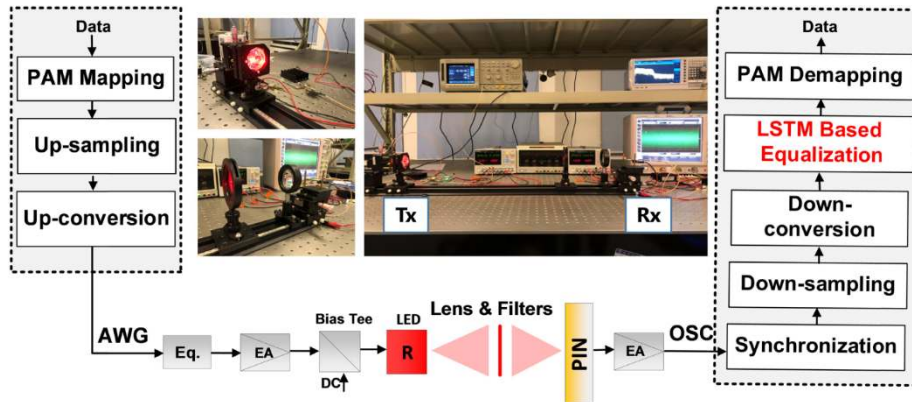 Data
PAM Mapping
Up-sampling
Up-conversion
Tx
Rx
AWG
Eq.
EA
Bias Tee
DC
LED
R
Lens & Filters
PIN
EA
OSC
Data
PAM Demapping
LSTM Based
Equalization
Down-
conversion
Down-sampling
Synchronization